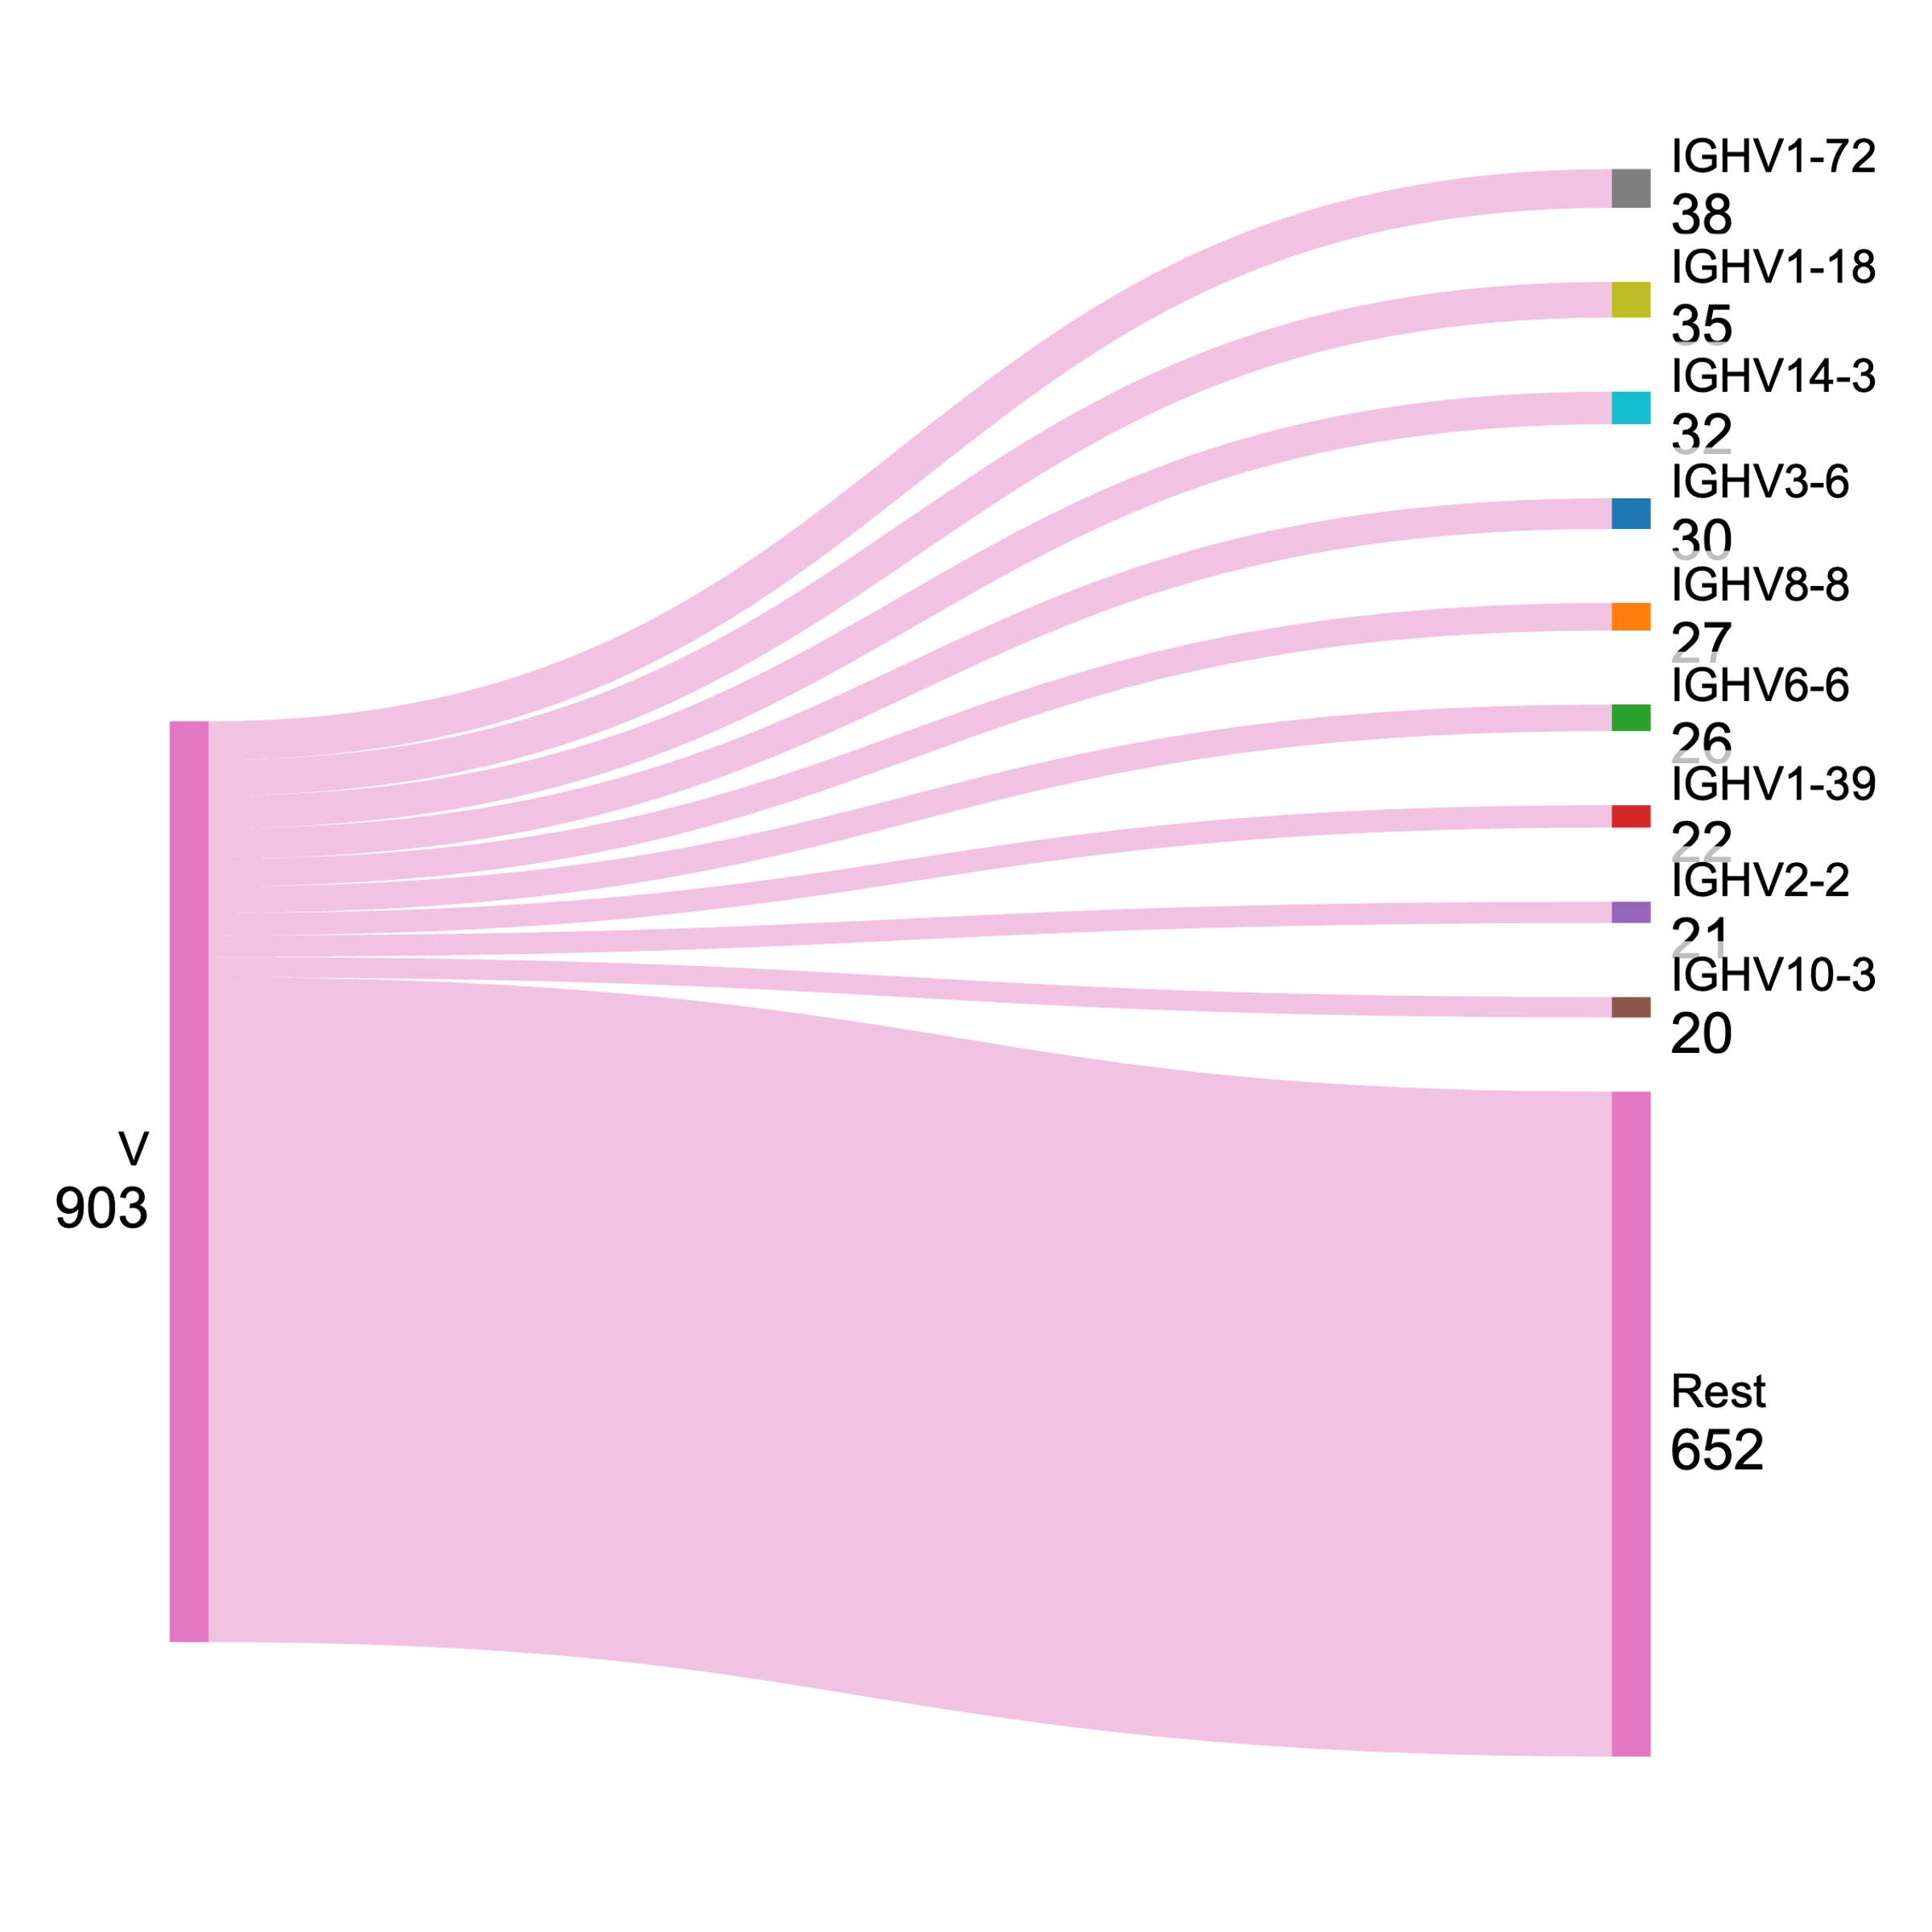 IGHV1-72
38
IGHV1-18
35
IGHV14-3
32
IGHV3-6
30
IGHV8-8
27
IGHV6-6
26
IGHV1-39
22
IGHV2-2
21
IGHV10-3
20
V
903
Rest
652